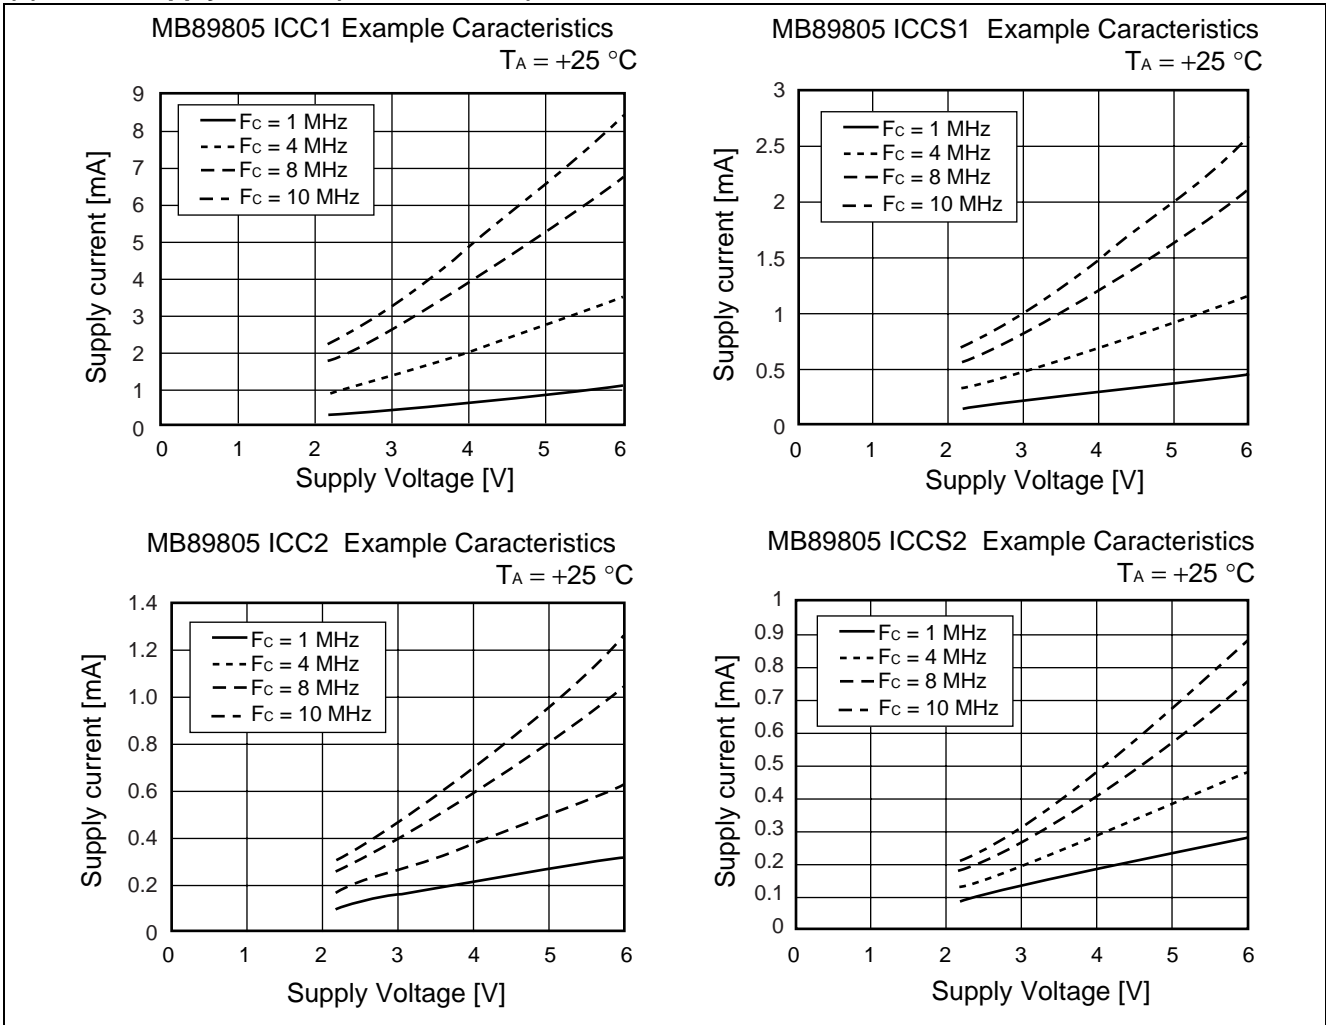 MB89805 ICC1 Example Caracteristics
TA = +25 °C
Supply current [mA]
9
8
7
6
5
4
3
2
1
0
FC = 1 MHz
FC = 4 MHz
FC = 8 MHz
FC = 10 MHz
0 1 2 3 4 5 6
Supply Voltage [V]
MB89805 ICCS1 Example Caracteristics
TA = +25 °C
Supply current [mA]
3
2.5
2
1.5
1
0.5
0
FC = 1 MHz
FC = 4 MHz
FC = 8 MHz
FC = 10 MHz
0 1 2 3 4 5 6
Supply Voltage [V]
MB89805 ICC2 Example Caracteristics
TA = +25 °C
Supply current [mA]
1.4
1.2
1.0
0.8
0.6
0.4
0.2
0
FC = 1 MHz
FC = 4 MHz
FC = 8 MHz
FC = 10 MHz
0 1 2 3 4 5 6
Supply Voltage [V]
MB89805 ICCS2 Example Caracteristics
TA = +25 °C
Supply current [mA]
1
0.9
0.8
0.7
0.6
0.5
0.4
0.3
0.2
0.1
0
FC = 1 MHz
FC = 4 MHz
FC = 8 MHz
FC = 10 MHz
0 1 2 3 4 5 6
Supply Voltage [V]